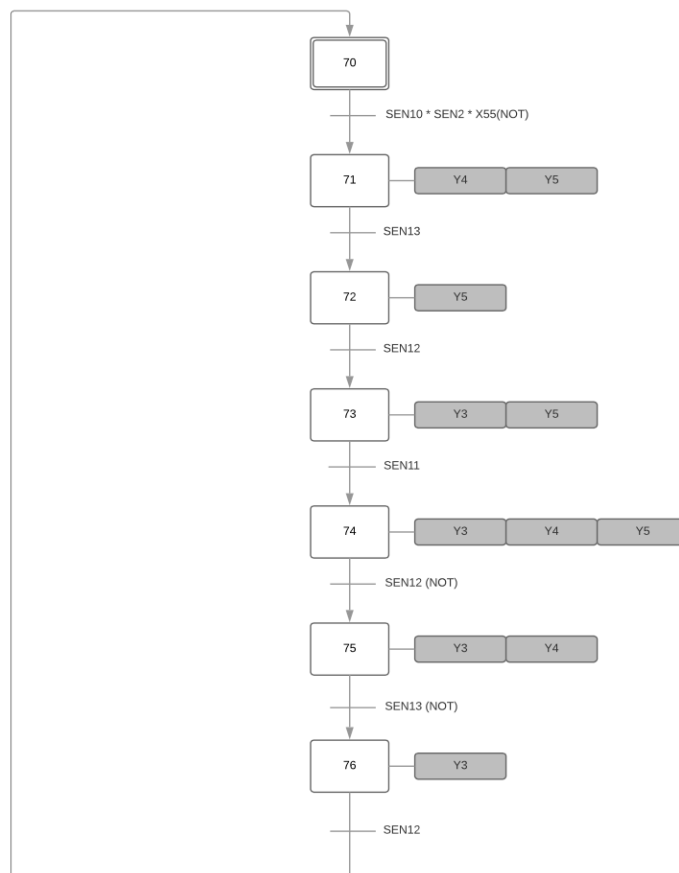 70
SEN10 * SEN2 * X55(NOT)
71 Y4 Y5
SEN13
72 Y5
SEN12
73 Y3 Y5
SEN11
74 Y3 Y4 Y5
SEN12 (NOT)
75 Y3 Y4
SEN13 (NOT)
76 Y3
SEN12